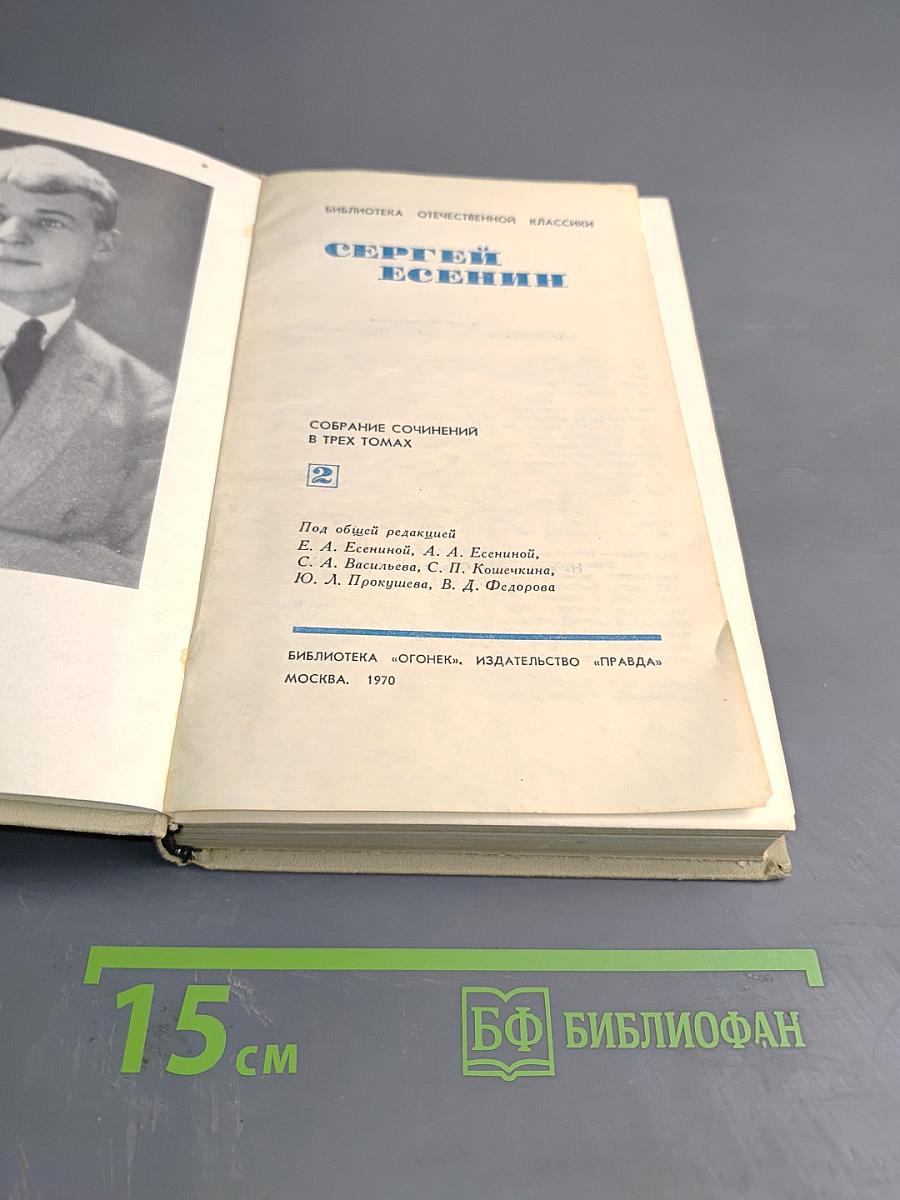 БИБЛИОТЕКА ОТЕЧЕСТВЕННОЙ КЛАССИКИ
СЕРГЕЙ
ЕСЕНИН
СОБРАНИЕ СОЧИНЕНИЙ
В ТРЕХ ТОМАХ
2
Под общей редакцией
Е. А. Есениной, А. А. Есениной,
С. А. Васильева, С. П. Кошечкина,
Ю. Л. Прокушева, В. Д. Федорова
БИБЛИОТЕКА «ОГОНЕК». ИЗДАТЕЛЬСТВО «ПРАВДА»
МОСКВА. 1970
15 см
БФ БИБЛИОФАН